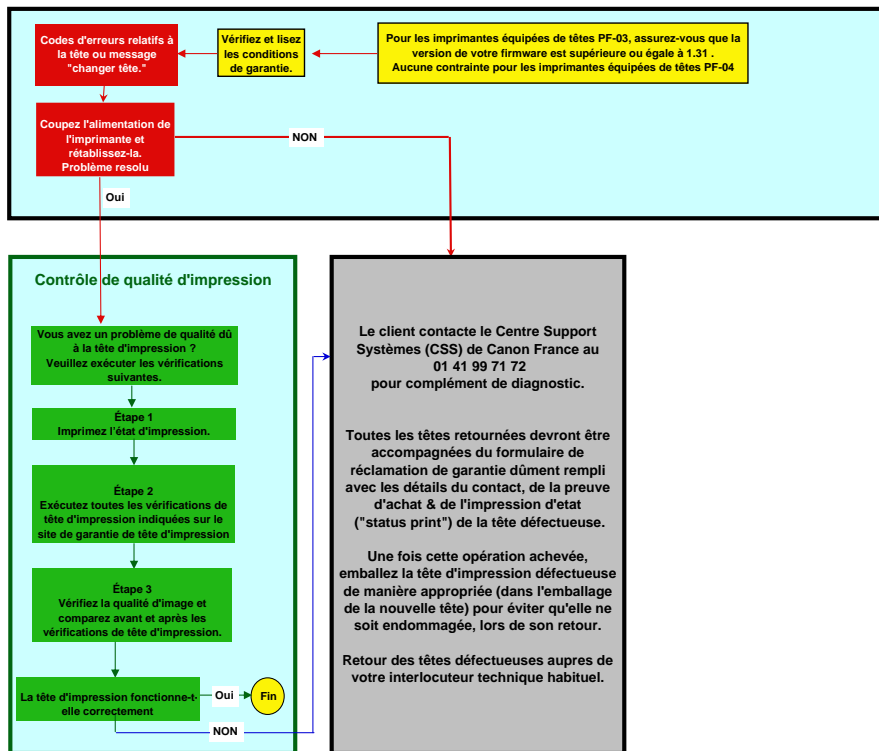 Codes d'erreurs relatifs à
la tête ou message
"changer tête."
Vérifiez et lisez
les conditions
de garantie.
Pour les imprimantes équipées de têtes PF-03, assurez-vous que la
version de votre firmware est supérieure ou égale à 1.31 .
Aucune contrainte pour les imprimantes équipées de têtes PF-04
Coupez l'alimentation de
l'imprimante et
rétablissez-la.
Problème resolu
NON
Oui
Contrôle de qualité d'impression
Vous avez un problème de qualité dû
à la tête d'impression ?
Veuillez exécuter les vérifications
suivantes.
Étape 1
Imprimez l'état d'impression.
Étape 2
Exécutez toutes les vérifications de
tête d'impression indiquées sur le
site de garantie de tête d'impression
Étape 3
Vérifiez la qualité d'image et
comparez avant et après les
vérifications de tête d'impression.
La tête d'impression fonctionne-t-
elle correctement
Oui
Fin
NON
Le client contacte le Centre Support
Systèmes (CSS) de Canon France au
01 41 99 71 72
pour complément de diagnostic.
Toutes les têtes retournées devront être
accompagnées du formulaire de
réclamation de garantie dûment rempli
avec les détails du contact, de la preuve
d'achat & de l'impression d'etat
("status print") de la tête défectueuse.
Une fois cette opération achevée,
emballez la tête d'impression défectueuse
de manière appropriée (dans l'emballage
de la nouvelle tête) pour éviter qu'elle ne
soit endommagée, lors de son retour.
Retour des têtes défectueuses aupres de
votre interlocuteur technique habituel.